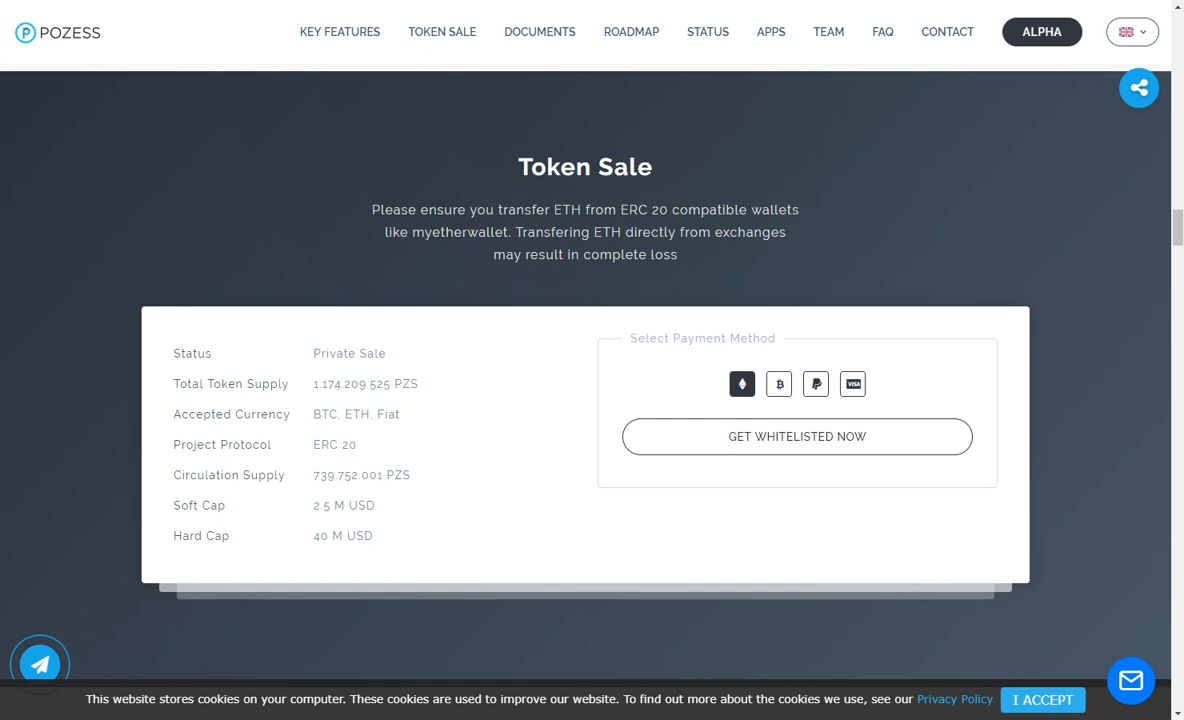 POZESS
KEY FEATURES TOKEN SALE DOCUMENTS ROADMAP STATUS APPS TEAM FAQ CONTACT ALPHA
Token Sale
Please ensure you transfer ETH from ERC 20 compatible wallets
like myetherwallet. Transfering ETH directly from exchanges
may result in complete loss
Status Private Sale
Total Token Supply 1.174.209.525 PZS
Accepted Currency BTC, ETH, Fiat
Project Protocol ERC 20
Circulation Supply 739.752.001 PZS
Soft Cap 2.5 M USD
Hard Cap 40 M USD
Select Payment Method
VISA
GET WHITELISTED NOW
This website stores cookies on your computer. These cookies are used to improve our website. To find out more about the cookies we use, see our Privacy Policy I ACCEPT